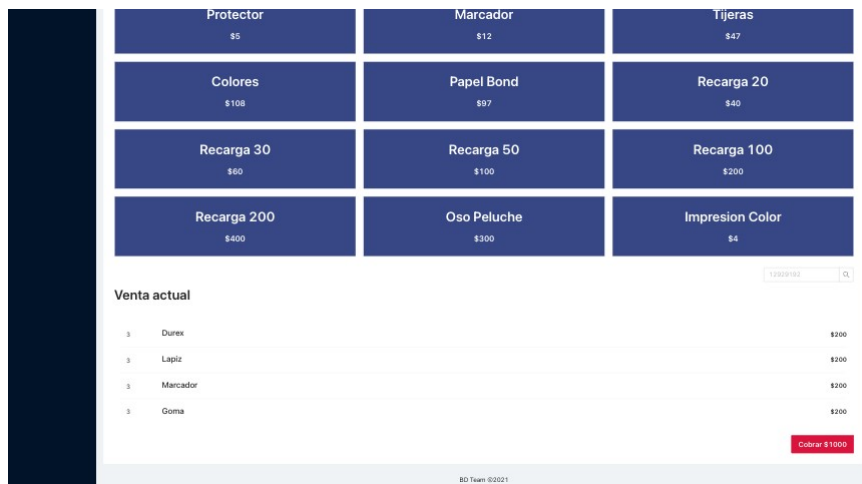 Protector Marcador Tijeras
$5 $12 $47
Colores Papel Bond Recarga 20
$108 $97 $40
Recarga 30 Recarga 50 Recarga 100
$60 $100 $200
Recarga 200 Oso Peluche Impresion Color
$400 $300 $4
12929192
Venta actual
3 Durex $200
3 Lapiz $200
3 Marcador $200
3 Goma $200
Cobrar $1000
BD Team ©2021